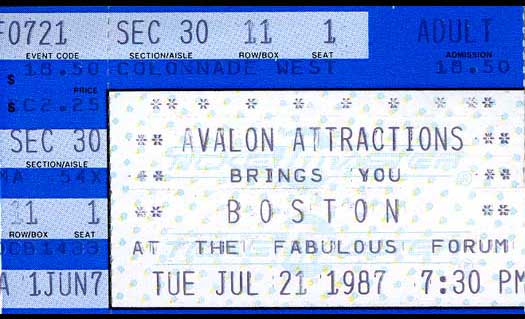 F0721 SEC 30 11 1 ADULT
EVENT CODE SECTION/AISLE ROW/BOX SEAT ADMISSION
$ 18.50 COLONNADE WEST 18.50
PRICE
$
SEC 30
SECTION/AISLE
11 1
ROW/BOX SEAT
A 1JUN7
AVALON ATTRACTIONS
BRINGS YOU
BOSTON
AT THE FABULOUS FORUM
TUE JUL 21 1987 7:30 PM